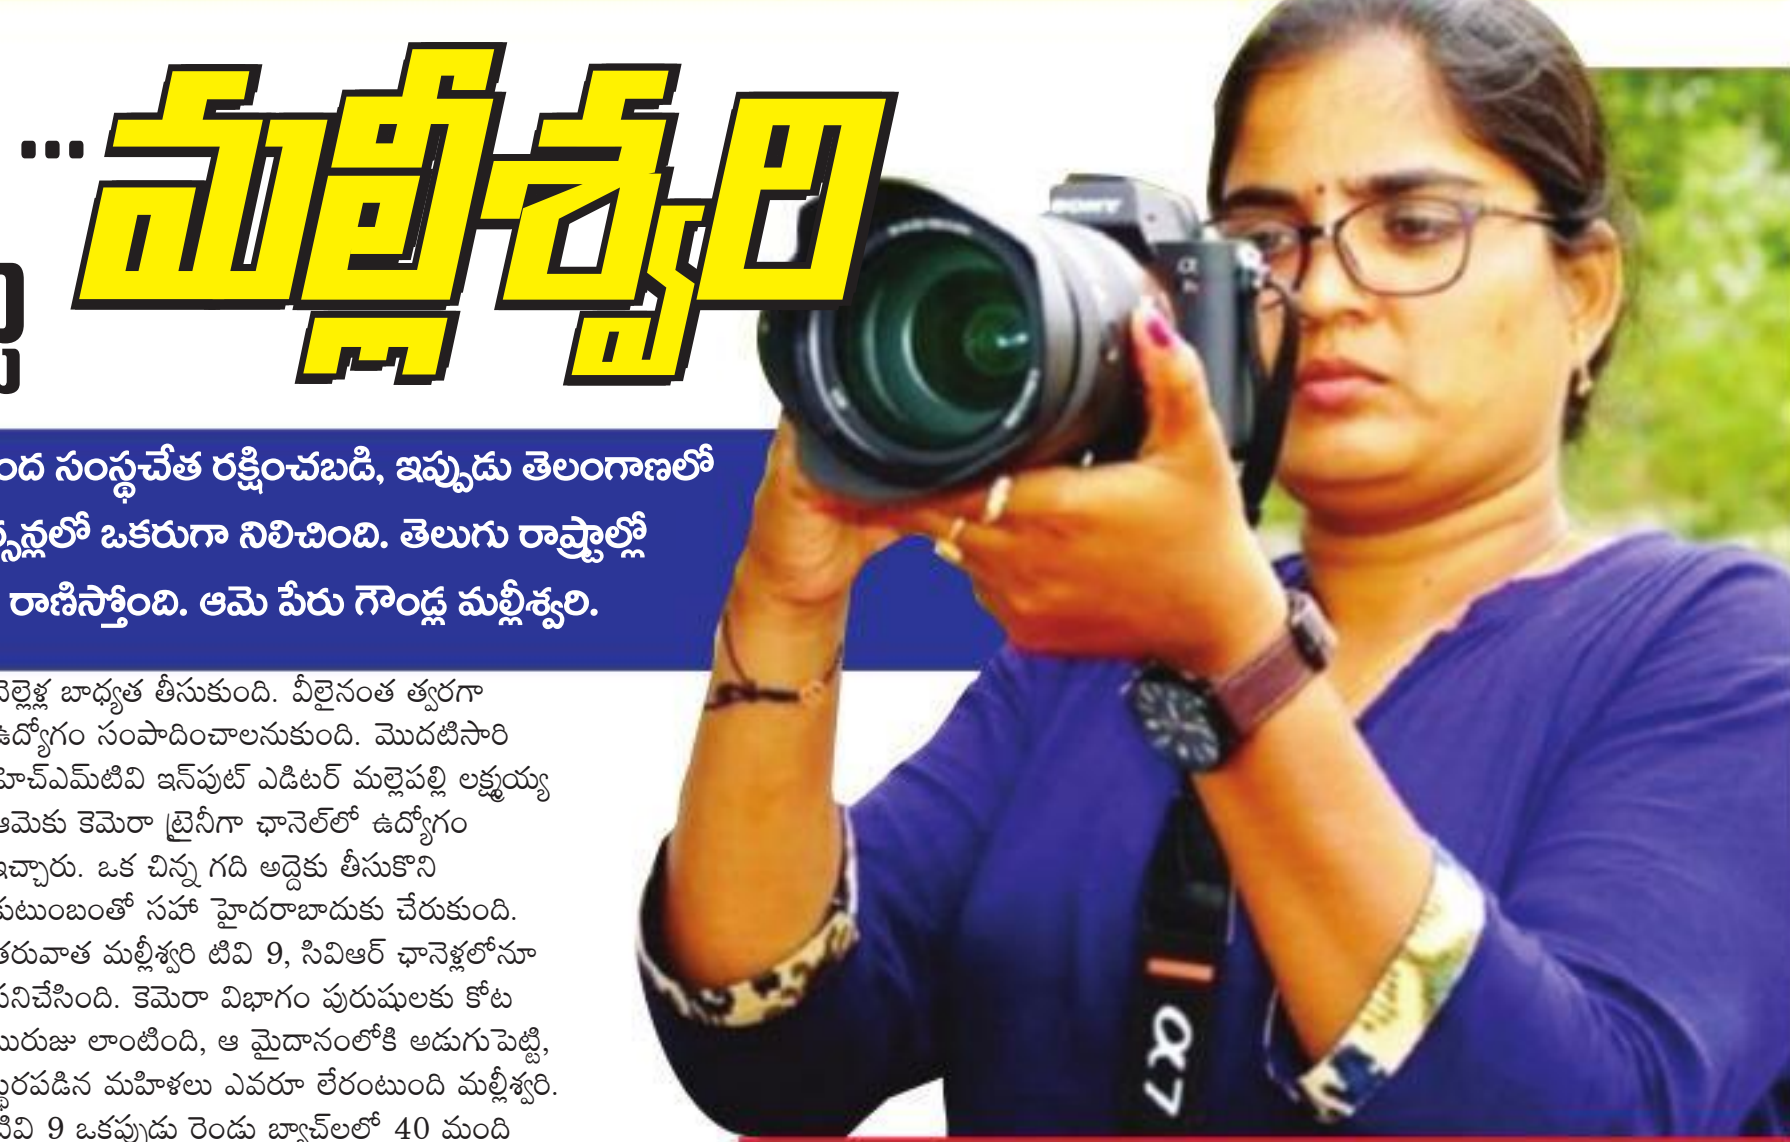 ... మల్లీశ్వరి
సంస్థచేత రక్షించబడి, ఇప్పుడు తెలంగాణలో
ఒకరుగా నిలిచింది. తెలుగు రాష్ట్రాల్లో
రాణిస్తోంది. ఆమె పేరు గౌండ్ల మల్లీశ్వరి.
బాధ్యత తీసుకుంది. వీలైనంత త్వరగా
ఉద్యోగం సంపాదించాలనుకుంది. మొదటిసారి
హెచ్ఎమ్‌టివి ఇన్‌పుట్ ఎడిటర్ మల్లెపల్లి లక్ష్మయ్య
ఆమెకు కెమెరా ట్రైనీగా ఛానెల్‌లో ఉద్యోగం
ఇచ్చారు. ఒక చిన్న గది అద్దెకు తీసుకొని
కుటుంబంతో సహా హైదరాబాదుకు చేరుకుంది.
తరువాత మల్లీశ్వరి టివి 9, సివిఆర్ ఛానెళ్లలోనూ
పనిచేసింది. కెమెరా విభాగం పురుషులకు కోట
బురుజు లాంటింది, ఆ మైదానంలోకి అడుగుపెట్టి,
మహిళలు ఎవరూ లేరంటుంది మల్లీశ్వరి.
టివి 9 ఒకప్పుడు రెండు బ్యాచ్‌లలో 40 మంది
SONY
α7